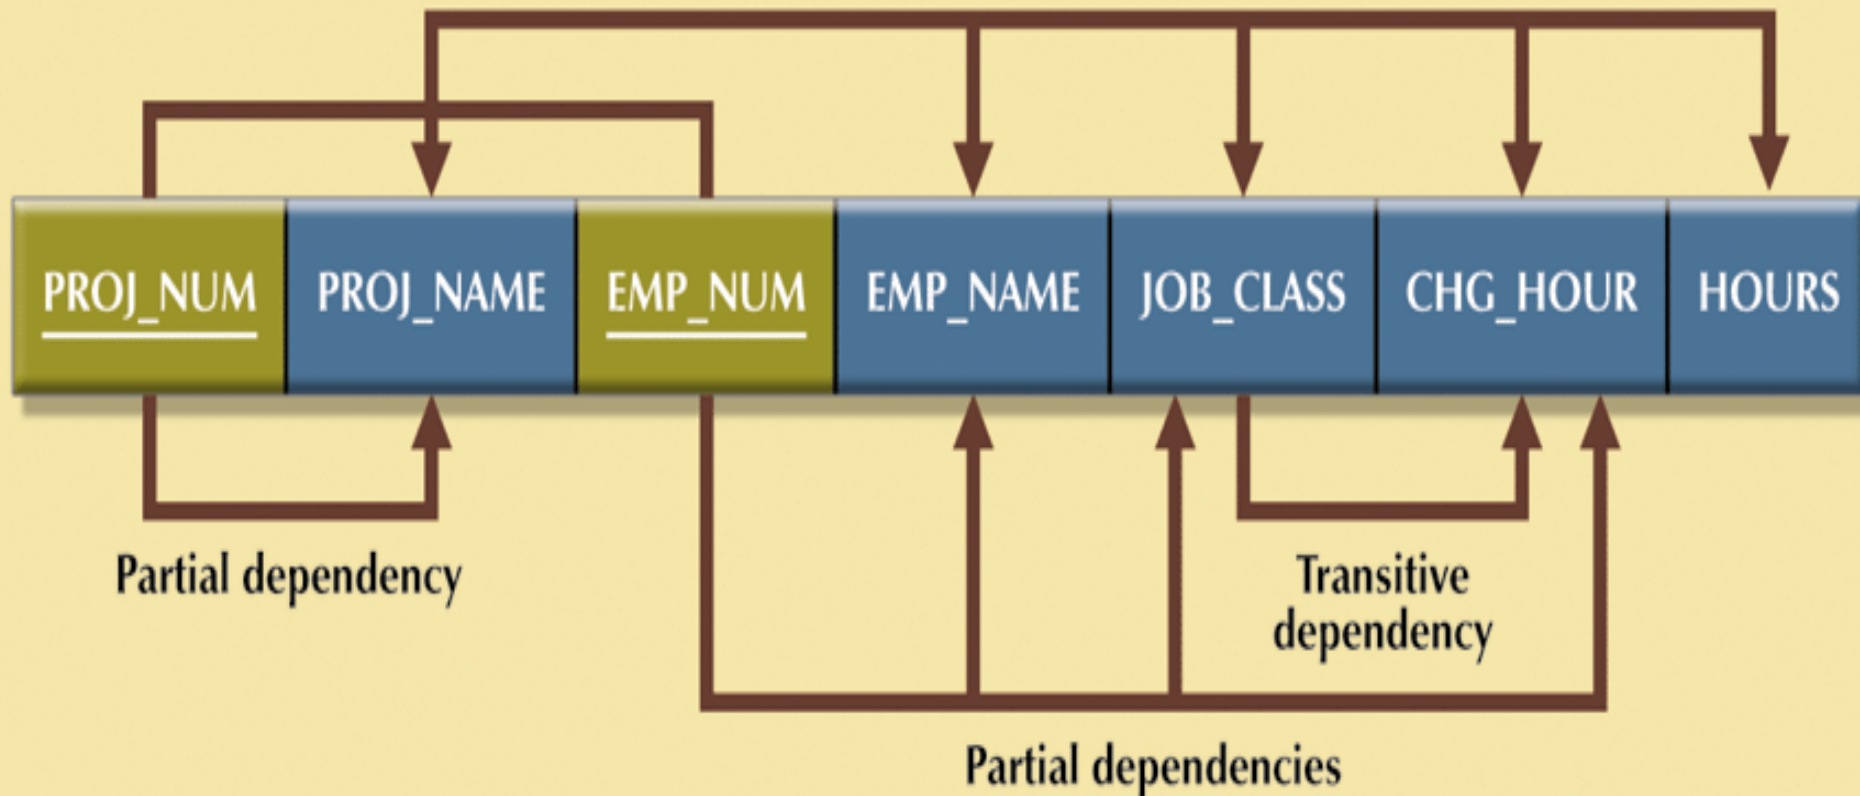 PROJ_NUM PROJ_NAME EMP_NUM EMP_NAME JOB_CLASS CHG_HOUR HOURS
Partial dependency
Transitive
dependency
Partial dependencies